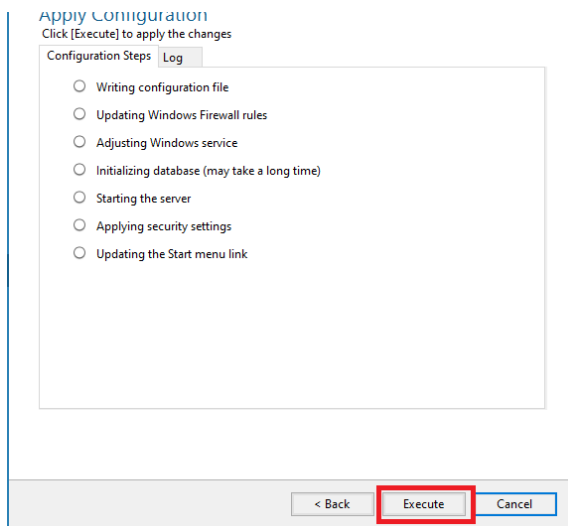 Apply Configuration
Click [Execute] to apply the changes
Configuration Steps Log
Writing configuration file
Updating Windows Firewall rules
Adjusting Windows service
Initializing database (may take a long time)
Starting the server
Applying security settings
Updating the Start menu link
< Back Execute Cancel